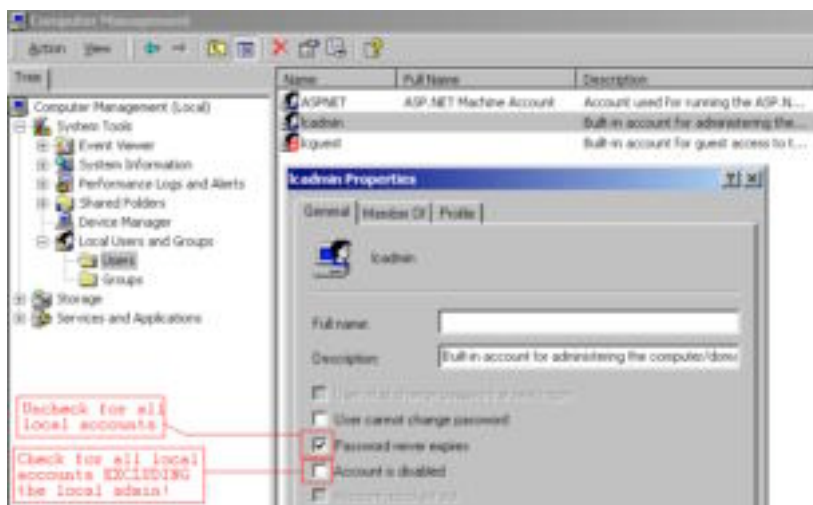 Computer Management
Action View
Tree
Computer Management (Local)
System Tools
Event Viewer
System Information
Performance Logs and Alerts
Shared Folders
Device Manager
Local Users and Groups
Users
Groups
Storage
Services and Applications
Name Full Name Description
ASPNET ASP.NET Machine Account Account used for running the ASP.N...
lcadmin Built-in account for administering the...
lcguest Built-in account for guest access to t...
lcadmin Properties
General Member Of Profile
lcadmin
Full name:
Description: Built-in account for administering the computer/doma
User cannot change password
Password never expires
Account is disabled
Uncheck for all
local accounts
Check for all local
accounts EXCLUDING
the local admin!